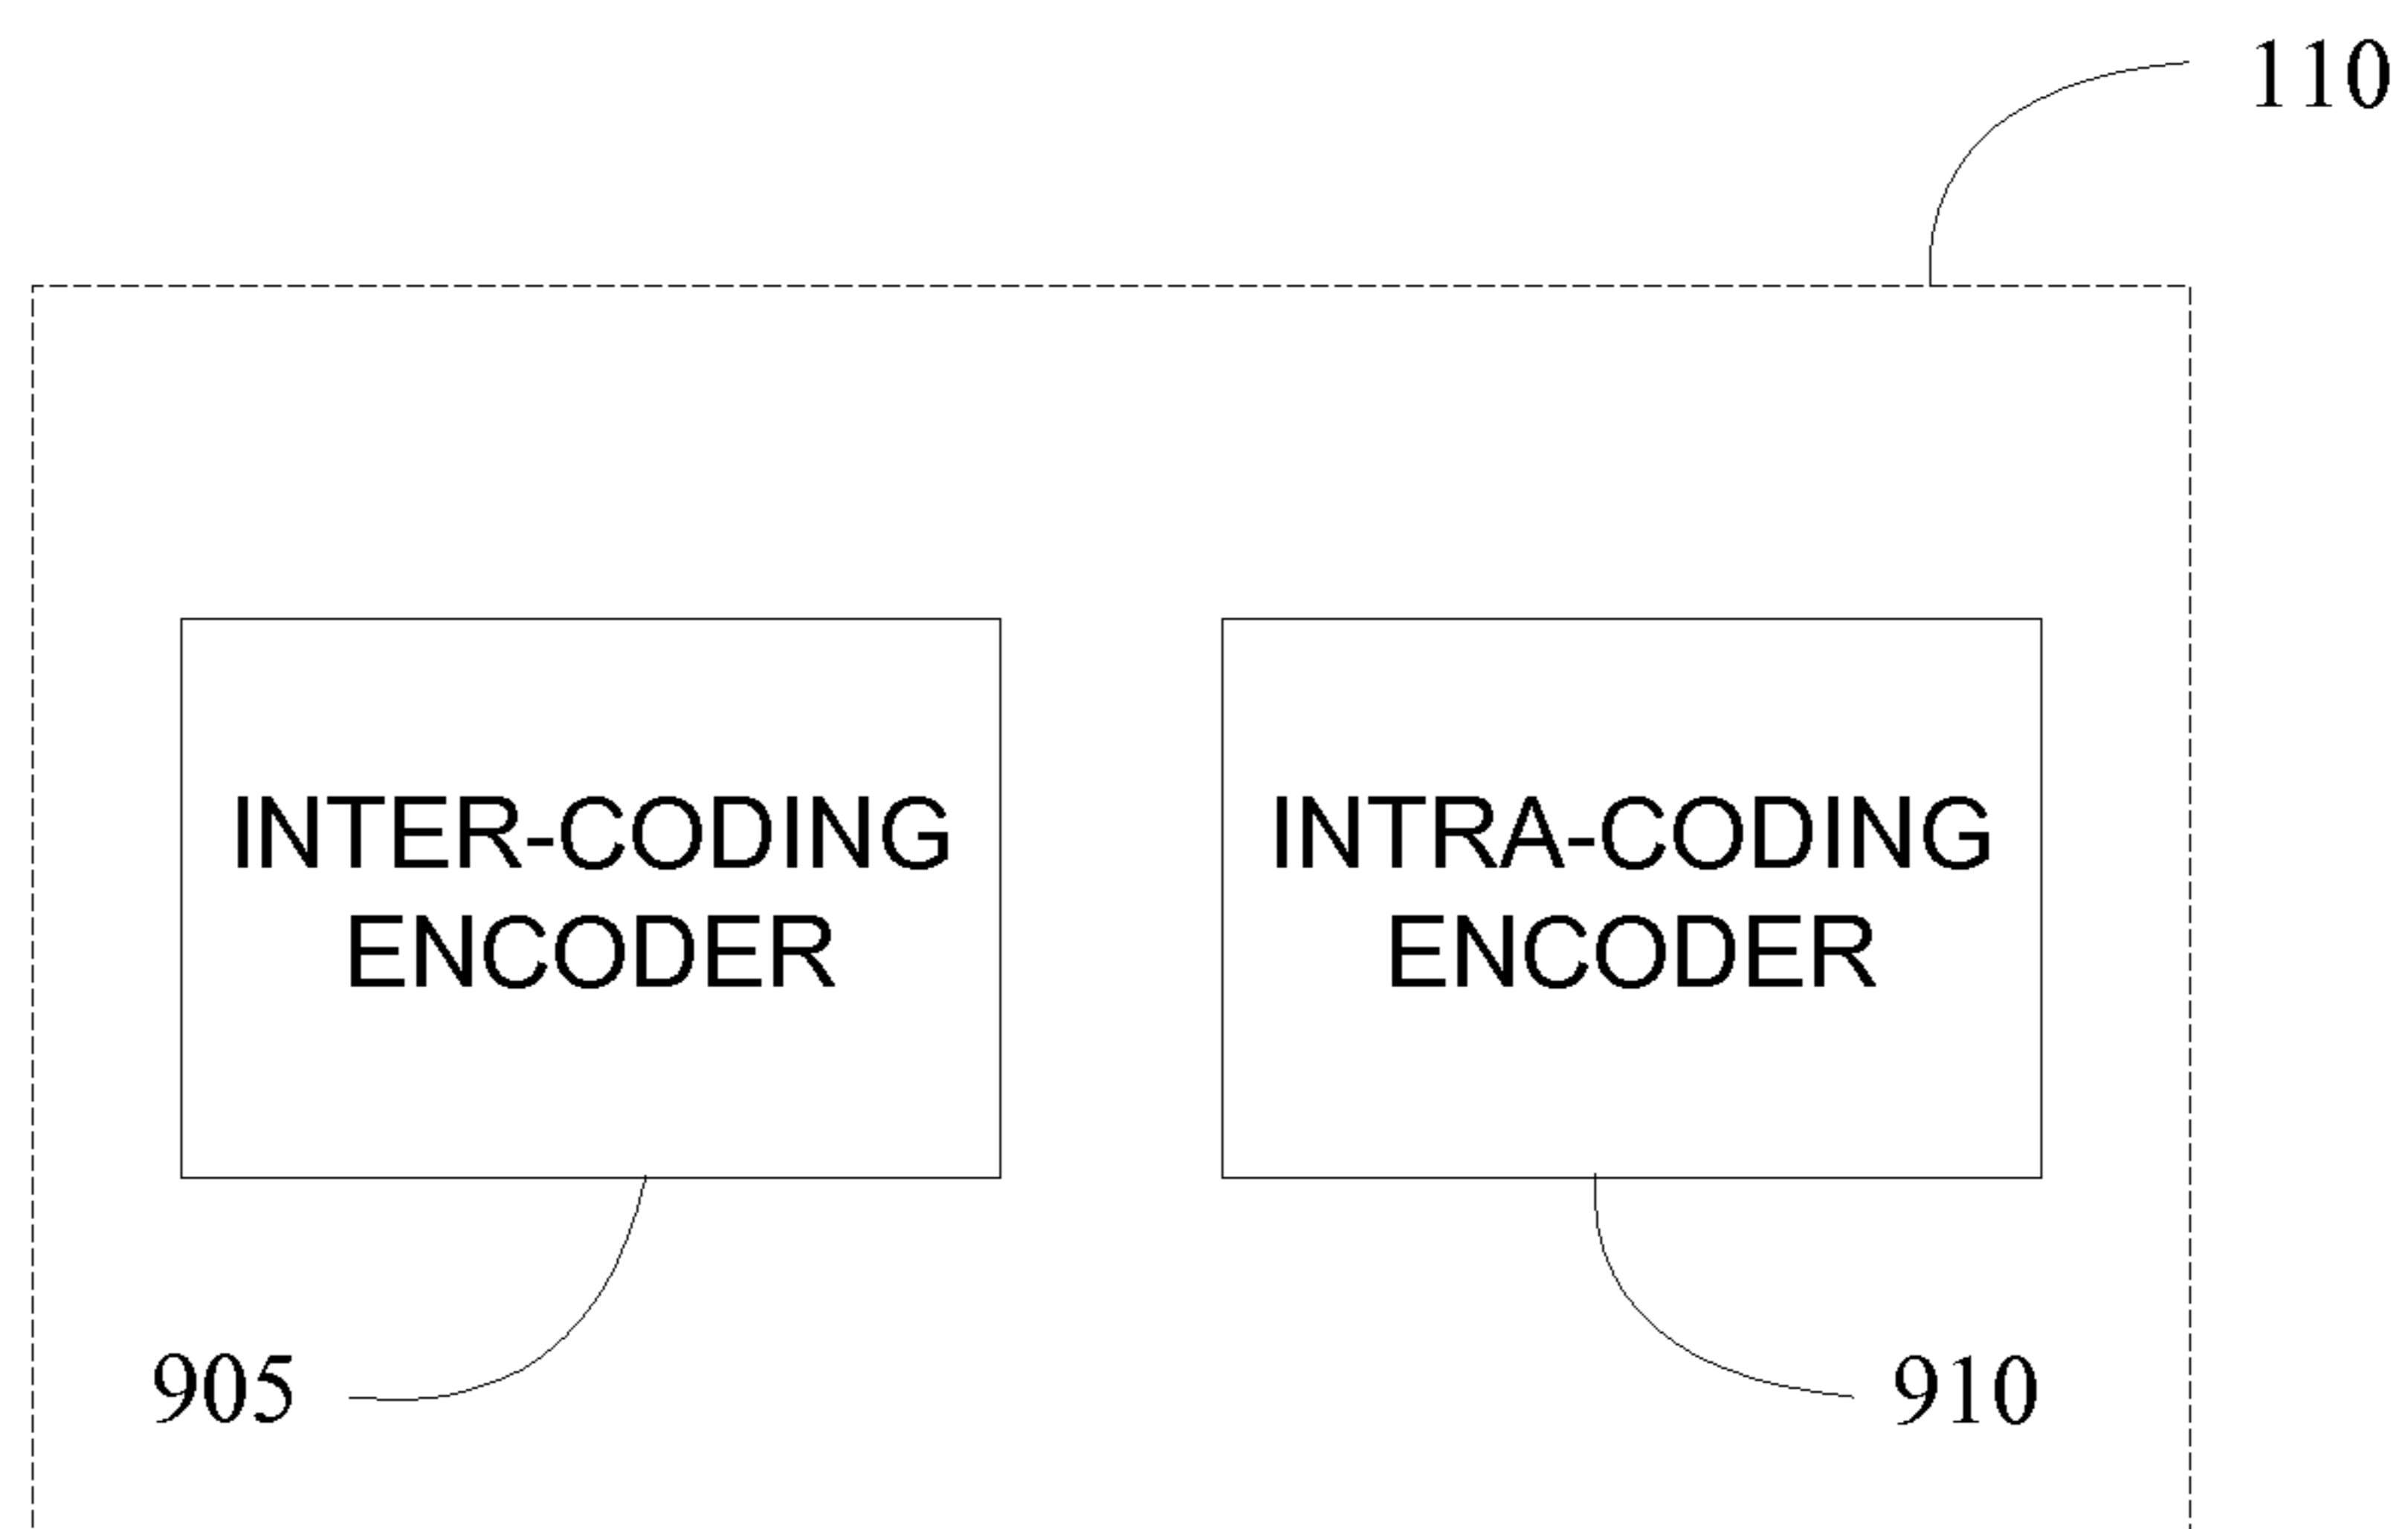 110
INTER-CODING
ENCODER
INTRA-CODING
ENCODER
905
910